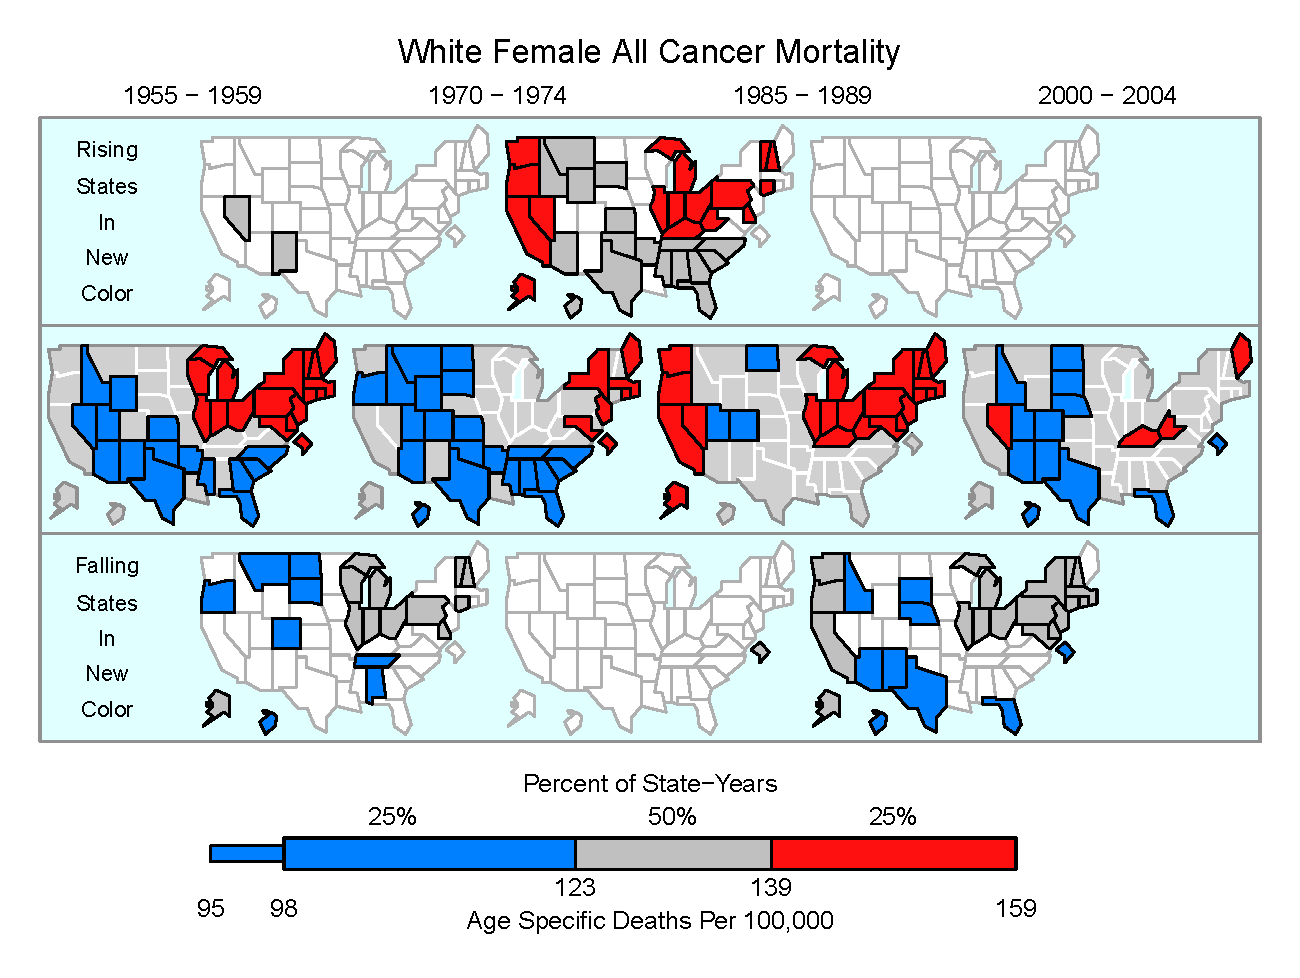 White Female All Cancer Mortality
1955 − 1959 1970 − 1974 1985 − 1989 2000 − 2004
Rising
States
In
New
Color
Falling
States
In
New
Color
Percent of State−Years
25% 50% 25%
123 139
95 98 159
Age Specific Deaths Per 100,000